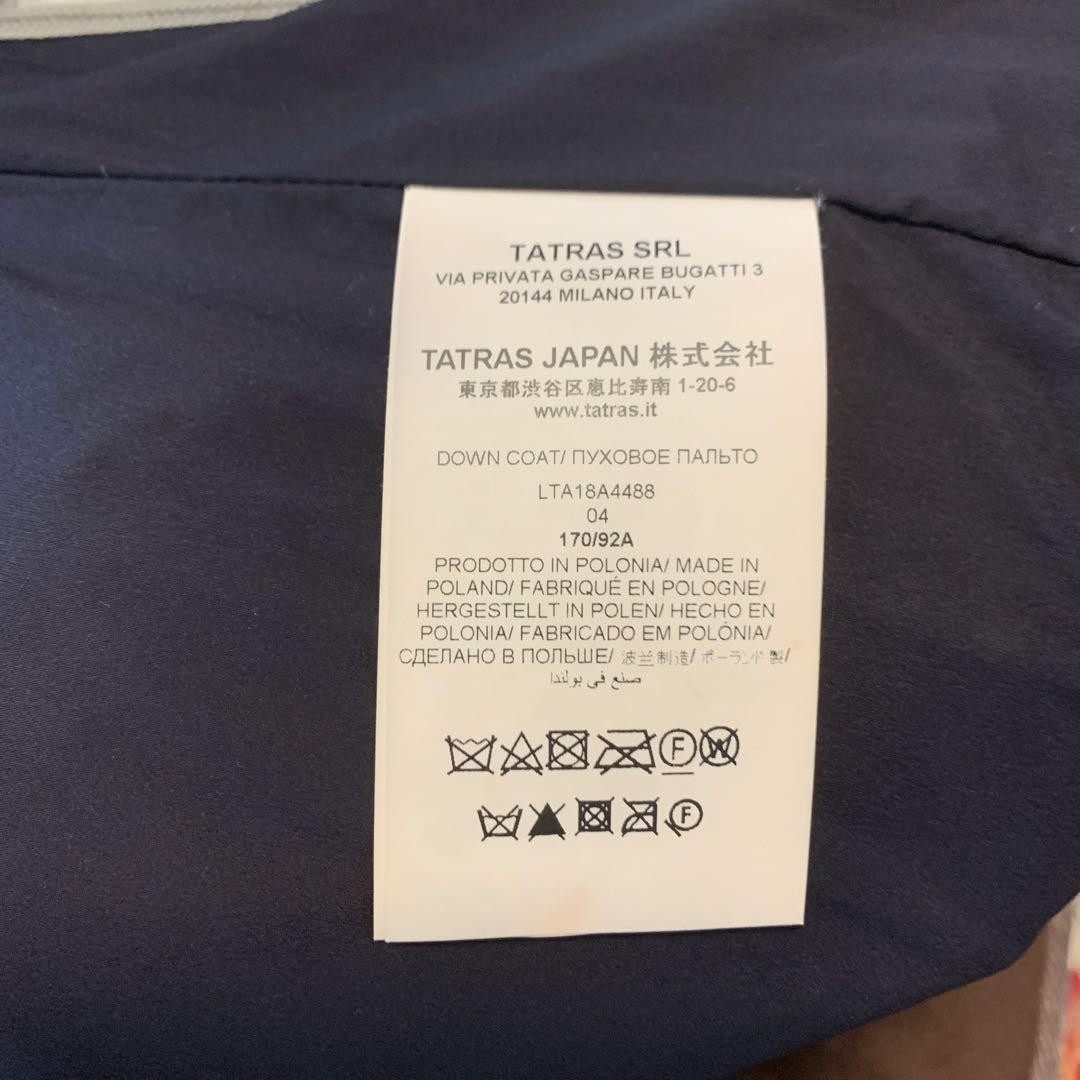 TATRAS SRL
VIA PRIVATA GASPARE BUGATTI 3
20144 MILANO ITALY
TATRAS JAPAN 株式会社
東京都渋谷区恵比寿南 1-20-6
www.tatras.it
DOWN COAT/ ПУХОВОЕ ПАЛЬТО
LTA18A4488
04
170/92A
PRODOTTO IN POLONIA/ MADE IN
POLAND/ FABRIQUÉ EN POLOGNE/
HERGESTELLT IN POLEN/ HECHO EN
POLONIA/ FABRICADO EM POLÓNIA/
СДЕЛАНО В ПОЛЬШЕ/ 波兰制造/ ポーランド製/
صنع في بولندا
F W
F